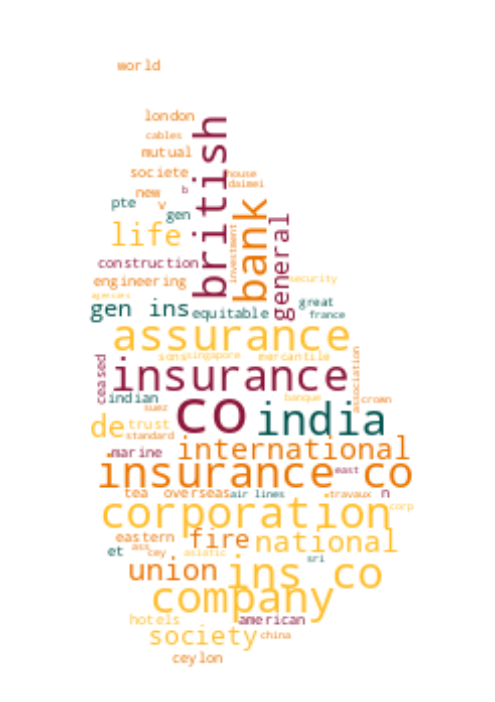 world
london
cables
mutual
societe
house
daimei
new
b
pte
v
gen
british
bank
general
investment
life
construction
engineering
security
agencies
gen ins
equitable
great
france
assurance
sons
singapore
mercantile
association
ceased
insurance
indian
suez
co
banque
crown
india
de
trust
standard
marine
international
insurance co
east
tea
overseas
air lines
travaux
n
corporation
corp
eastern
fire
national
et
ass
cey
asiatic
sri
union
ins co
company
hotels
american
society
china
ceylon